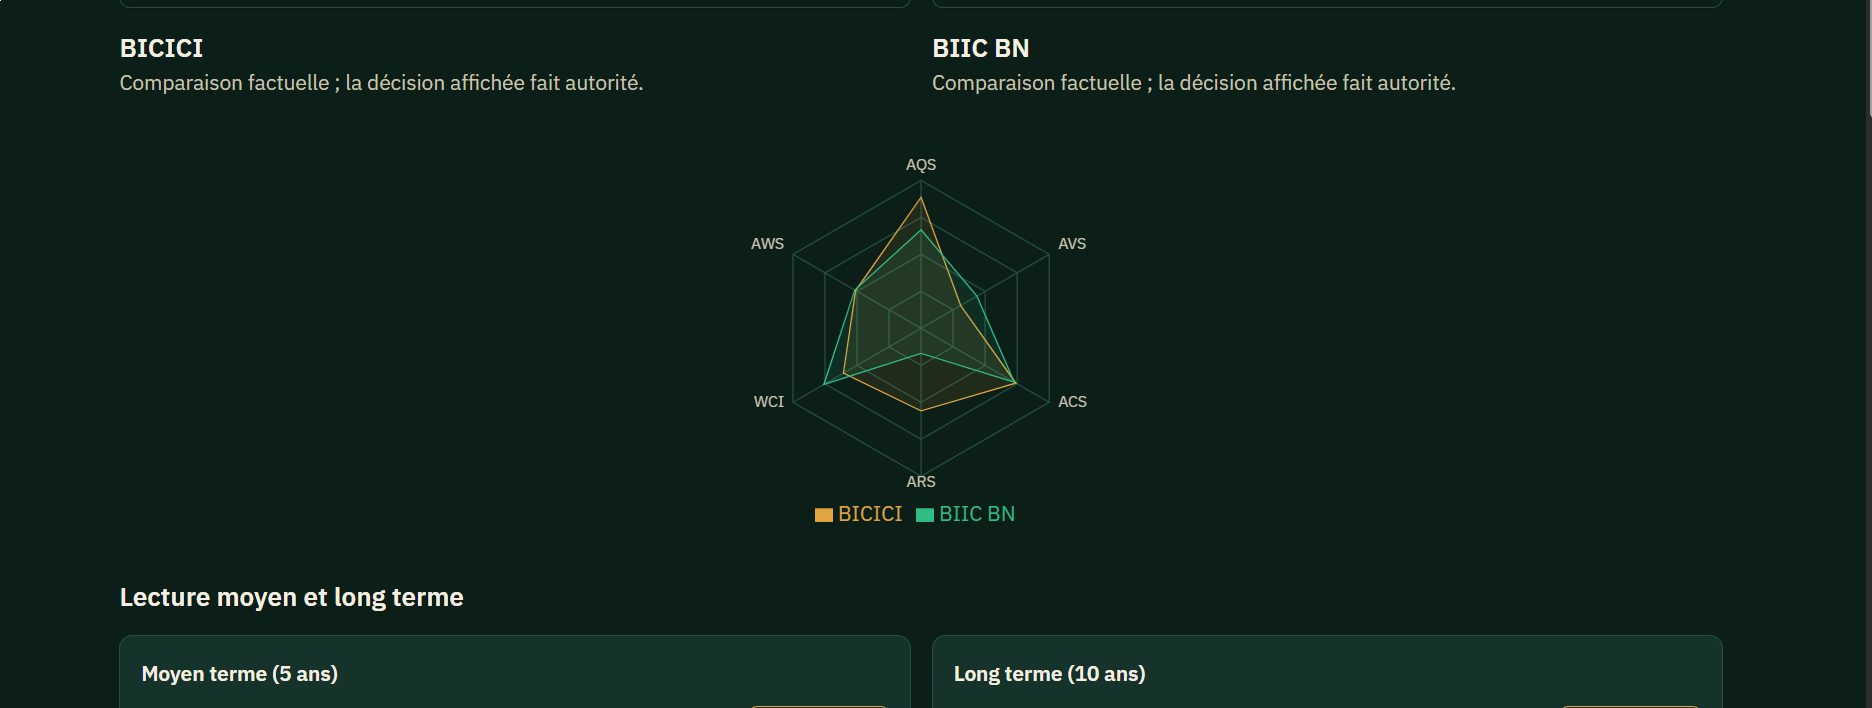 BICICI
Comparaison factuelle ; la décision affichée fait autorité.
BIIC BN
Comparaison factuelle ; la décision affichée fait autorité.
AQS
AWS
AVS
WCI
ACS
ARS
BICICI
BIIC BN
Lecture moyen et long terme
Moyen terme (5 ans)
Long terme (10 ans)